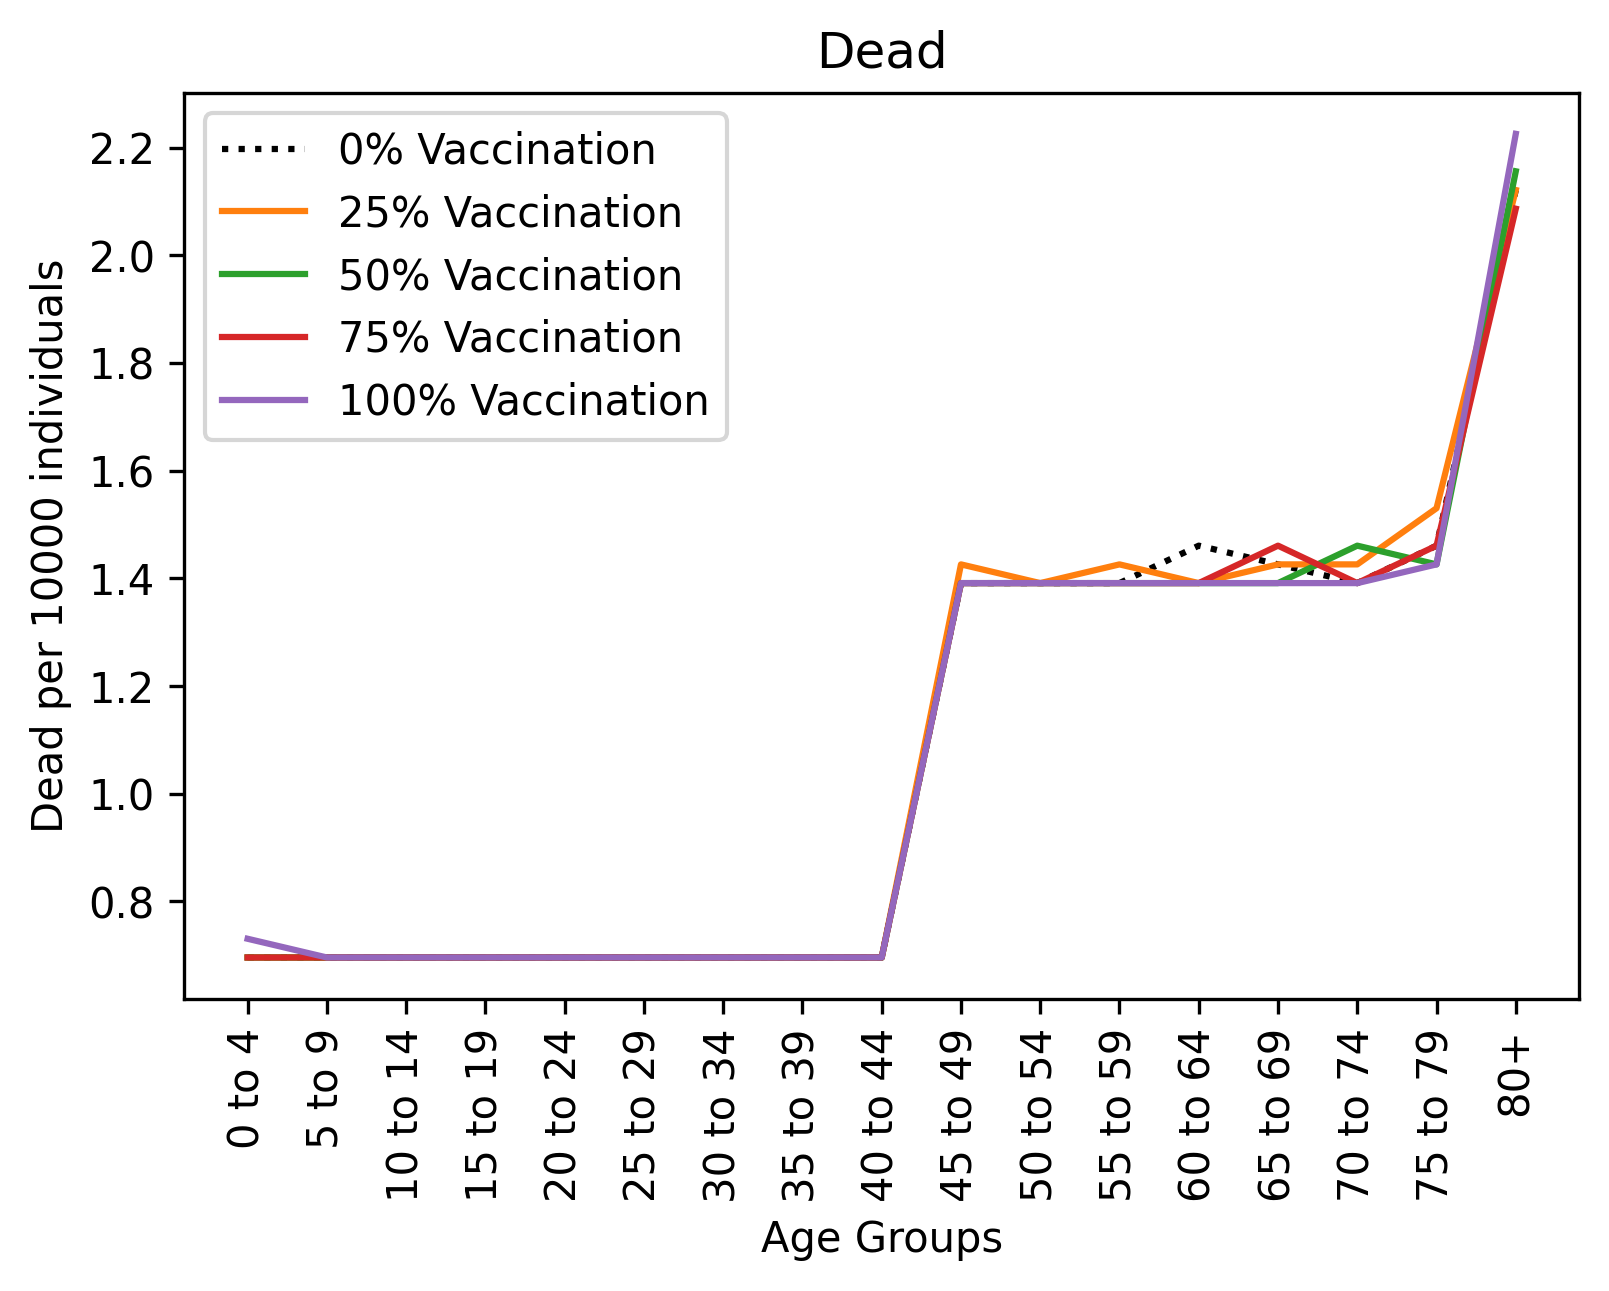 Dead
0% Vaccination
25% Vaccination
50% Vaccination
75% Vaccination
100% Vaccination
Dead per 10000 individuals
2.2
2.0
1.8
1.6
1.4
1.2
1.0
0.8
0 to 4
5 to 9
10 to 14
15 to 19
20 to 24
25 to 29
30 to 34
35 to 39
40 to 44
45 to 49
50 to 54
55 to 59
60 to 64
65 to 69
70 to 74
75 to 79
80+
Age Groups